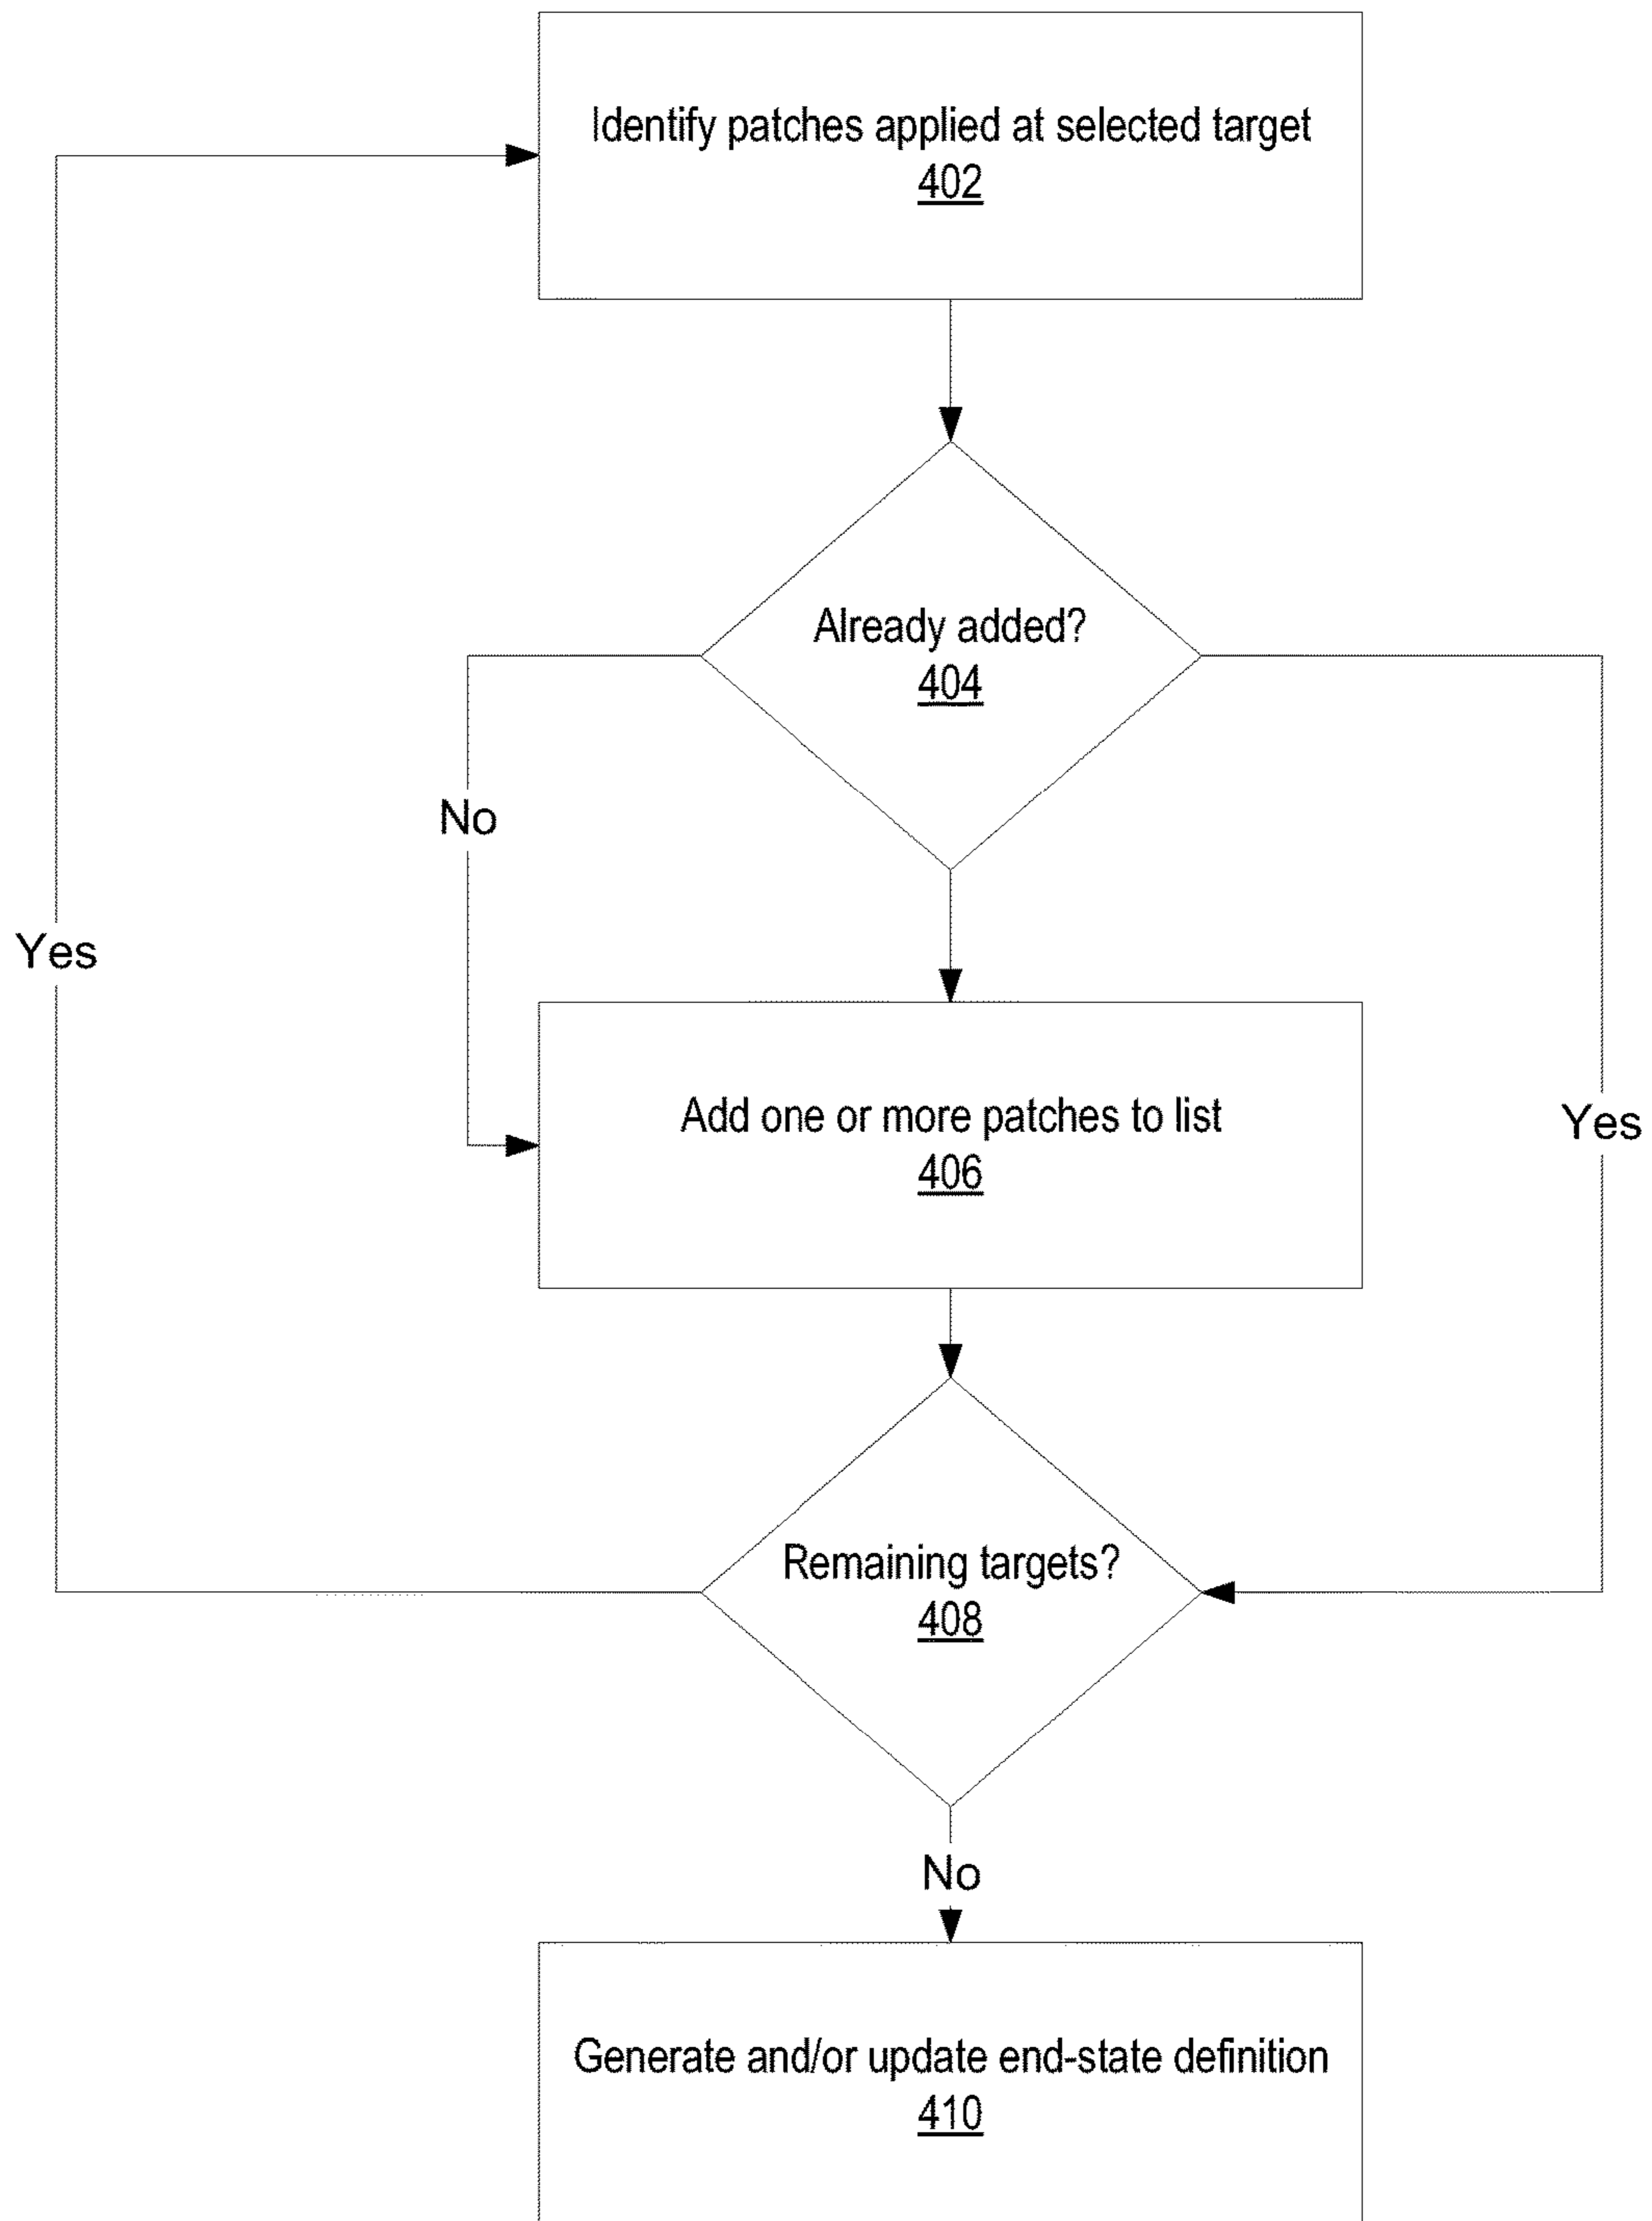 Identify patches applied at selected target
402
Already added?
404
No
Yes
Yes
Add one or more patches to list
406
Remaining targets?
408
No
Generate and/or update end-state definition
410